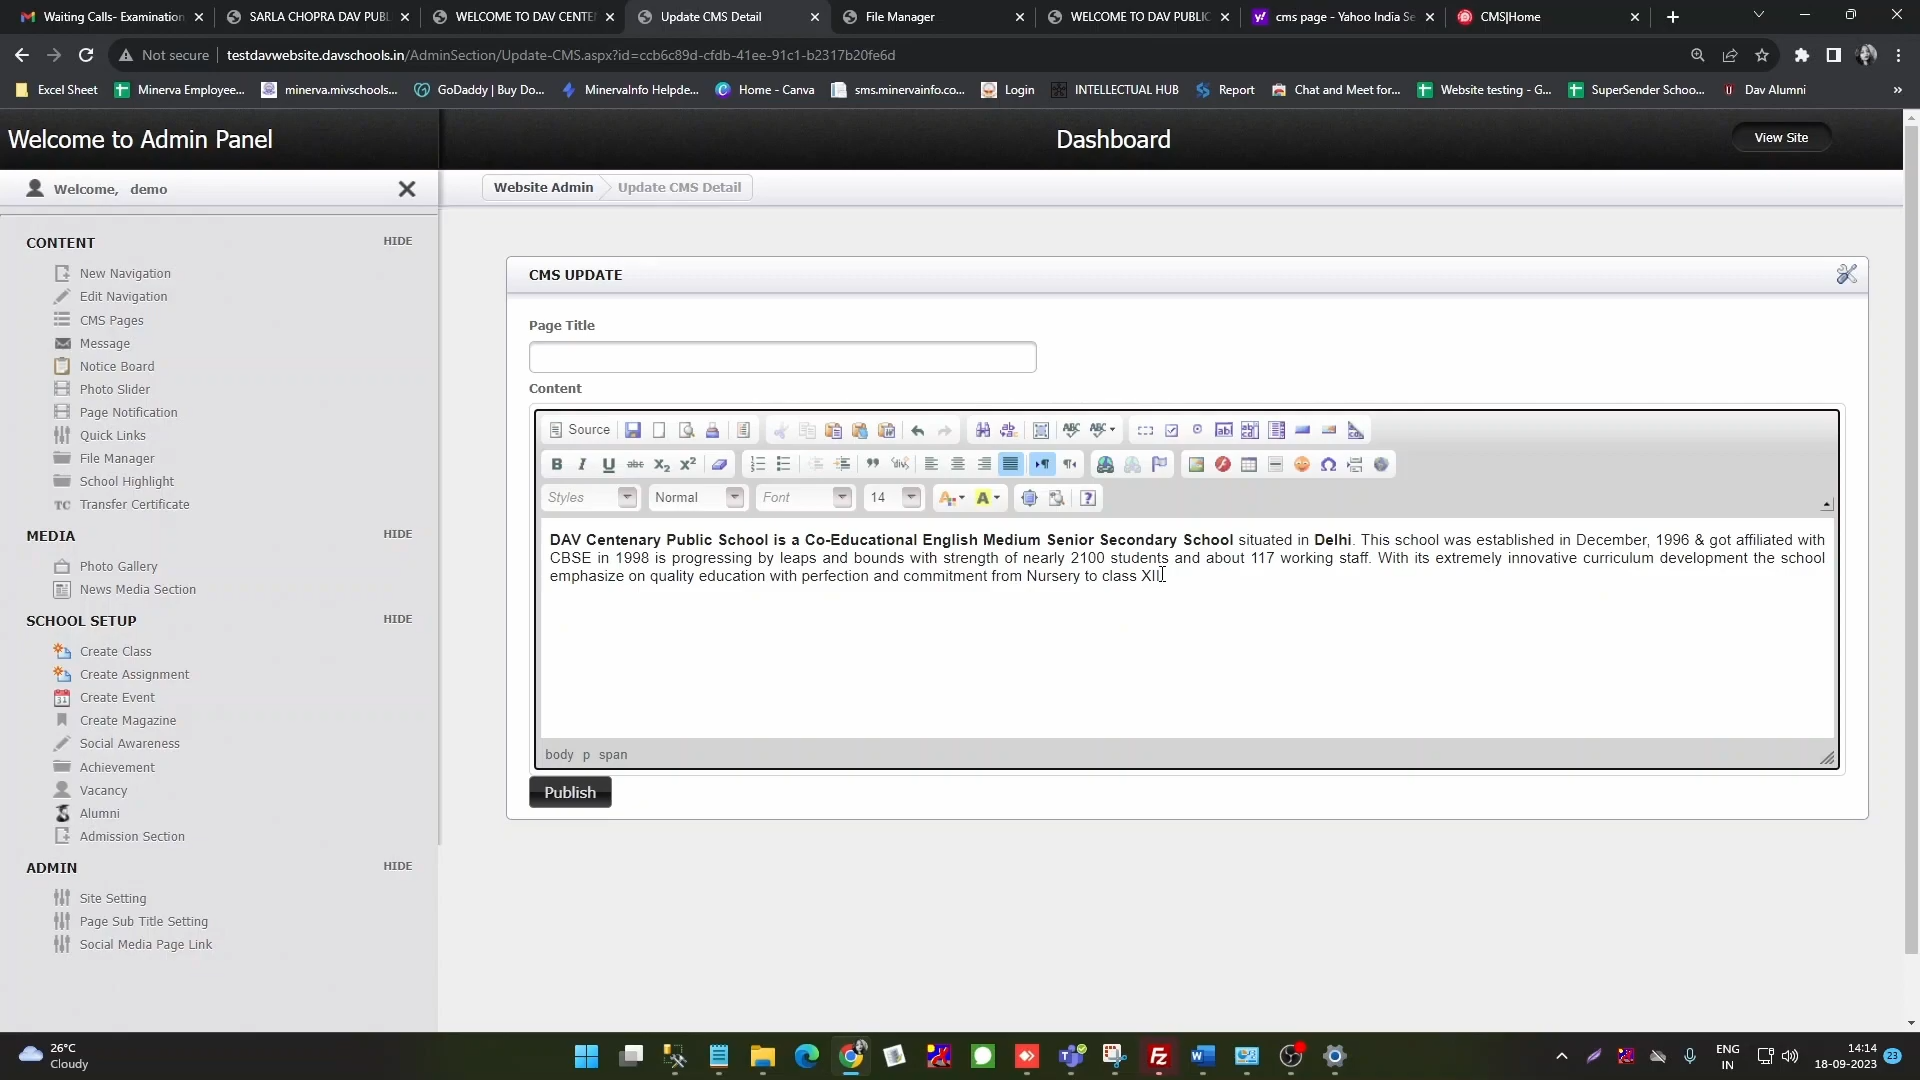 Waiting Calls- Examination
SARLA CHOPRA DAV PUBL
WELCOME TO DAV CENTE
Update CMS Detail
File Manager
WELCOME TO DAV PUBLIC
cms page - Yahoo India Se
CMS|Home
Not secure
testdavwebsite.davschools.in/AdminSection/Update-CMS.aspx?id=ccb6c89d-cfdb-41ee-91c1-b2317b20fe6d
Excel Sheet
Minerva Employee...
minerva.mivschools...
GoDaddy | Buy Do...
MinervaInfo Helpde...
Home - Canva
sms.minervainfo.co...
Login
INTELLECTUAL HUB
Report
Chat and Meet for...
Website testing - G...
SuperSender Schoo...
Dav Alumni
Welcome to Admin Panel
Dashboard
View Site
Welcome, demo
Website Admin
Update CMS Detail
CONTENT
HIDE
New Navigation
Edit Navigation
CMS Pages
Message
Notice Board
Photo Slider
Page Notification
Quick Links
File Manager
School Highlight
TC Transfer Certificate
MEDIA
HIDE
Photo Gallery
News Media Section
SCHOOL SETUP
HIDE
Create Class
Create Assignment
Create Event
Create Magazine
Social Awareness
Achievement
Vacancy
Alumni
Admission Section
ADMIN
HIDE
Site Setting
Page Sub Title Setting
Social Media Page Link
CMS UPDATE
Page Title
Content
Source
Styles
Normal
Font
14
DAV Centenary Public School is a Co-Educational English Medium Senior Secondary School situated in Delhi. This school was established in December, 1996 & got affiliated with
CBSE in 1998 is progressing by leaps and bounds with strength of nearly 2100 students and about 117 working staff. With its extremely innovative curriculum development the school
emphasize on quality education with perfection and commitment from Nursery to class XII
body p span
Publish
26°C
Cloudy
ENG
IN
14:14
18-09-2023
23